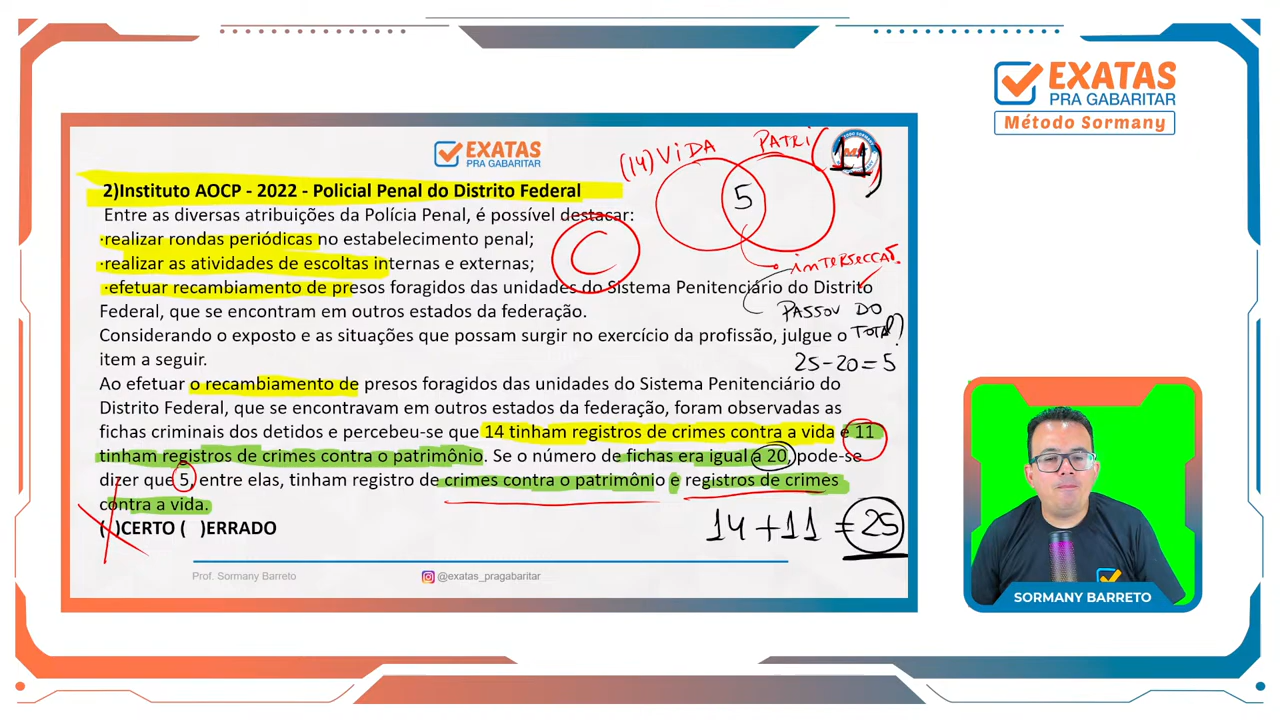 EXATAS
PRA GABARITAR
Método Sormany
EXATAS
PRA GABARITAR
(14) VIDA
PATRI (11)
5
2)Instituto AOCP - 2022 - Policial Penal do Distrito Federal
Entre as diversas atribuições da Polícia Penal, é possível destacar:
·realizar rondas periódicas no estabelecimento penal;
·realizar as atividades de escoltas internas e externas;
C
INTERSECCAO
·efetuar recambiamento de presos foragidos das unidades do Sistema Penitenciário do Distrito
Federal, que se encontram em outros estados da federação.
PASSOU DO
TOTAL?
Considerando o exposto e as situações que possam surgir no exercício da profissão, julgue o
item a seguir.
25-20=5
Ao efetuar o recambiamento de presos foragidos das unidades do Sistema Penitenciário do
Distrito Federal, que se encontravam em outros estados da federação, foram observadas as
fichas criminais dos detidos e percebeu-se que 14 tinham registros de crimes contra a vida e 11
tinham registros de crimes contra o patrimônio. Se o número de fichas era igual a 20, pode-se
dizer que 5, entre elas, tinham registro de crimes contra o patrimônio e registros de crimes
contra a vida.
( )CERTO ( )ERRADO
14+11=25
Prof. Sormany Barreto
@exatas_pragabaritar
SORMANY BARRETO